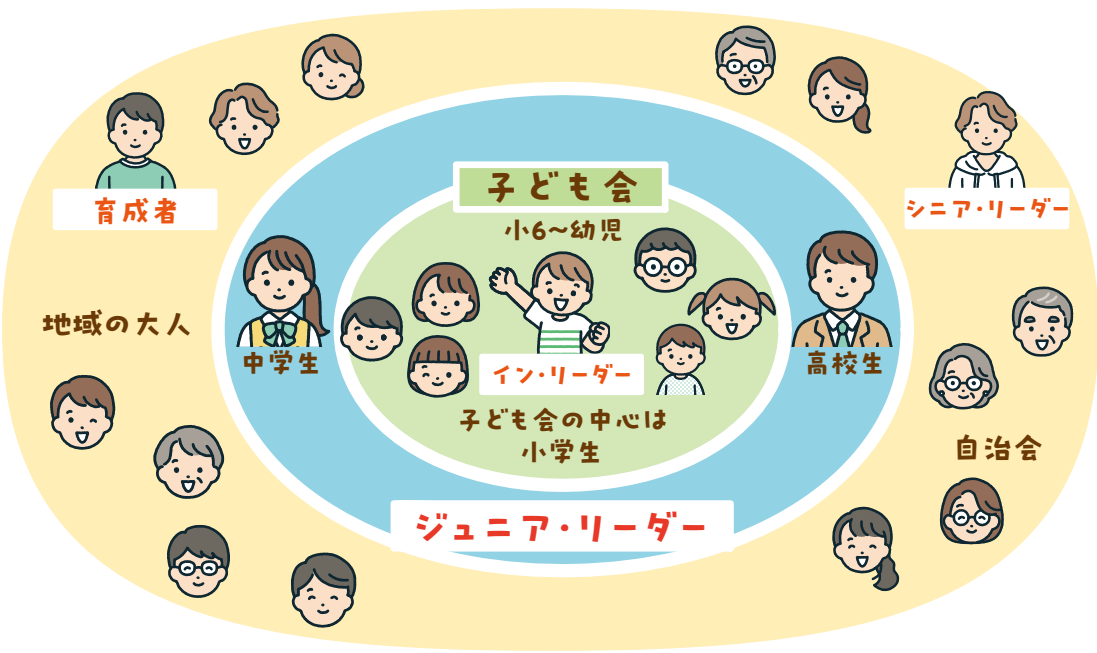 子ども会
小6～幼児
育成者
シニア・リーダー
地域の大人
中学生
イン・リーダー
高校生
子ども会の中心は
小学生
自治会
ジュニア・リーダー